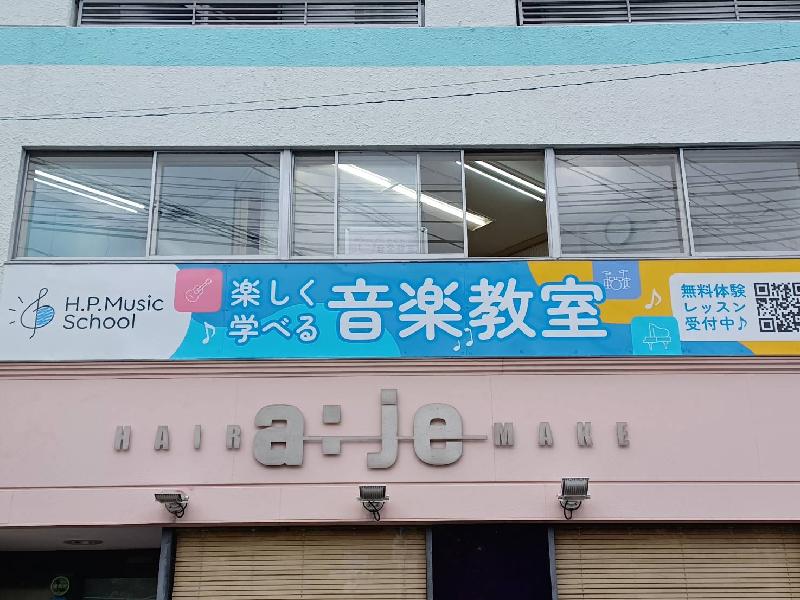 H.P.Music
School
楽しく
学べる
音楽教室
無料体験
レッスン
受付中♪
HAIR a:je MAKE